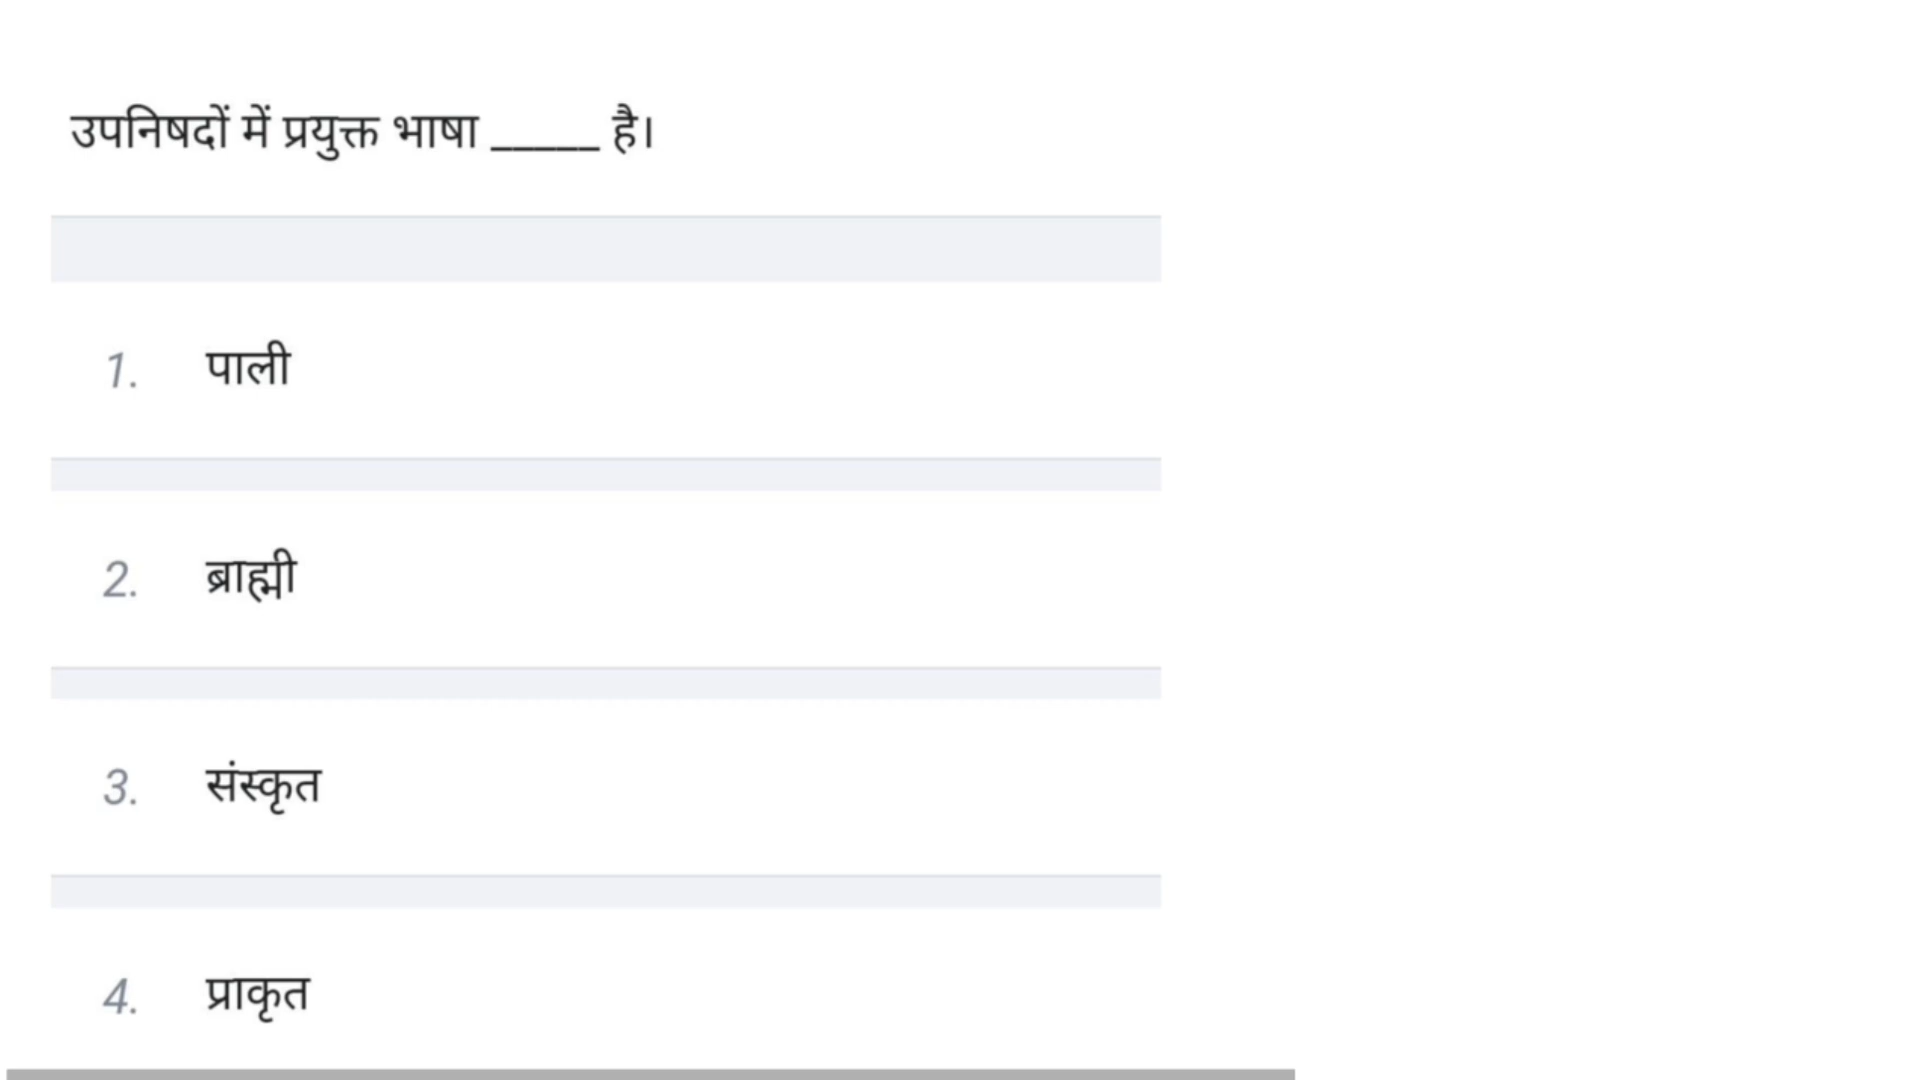 उपनिषदों में प्रयुक्त भाषा _____ है।
1. पाली
2. ब्राह्मी
3. संस्कृत
4. प्राकृत